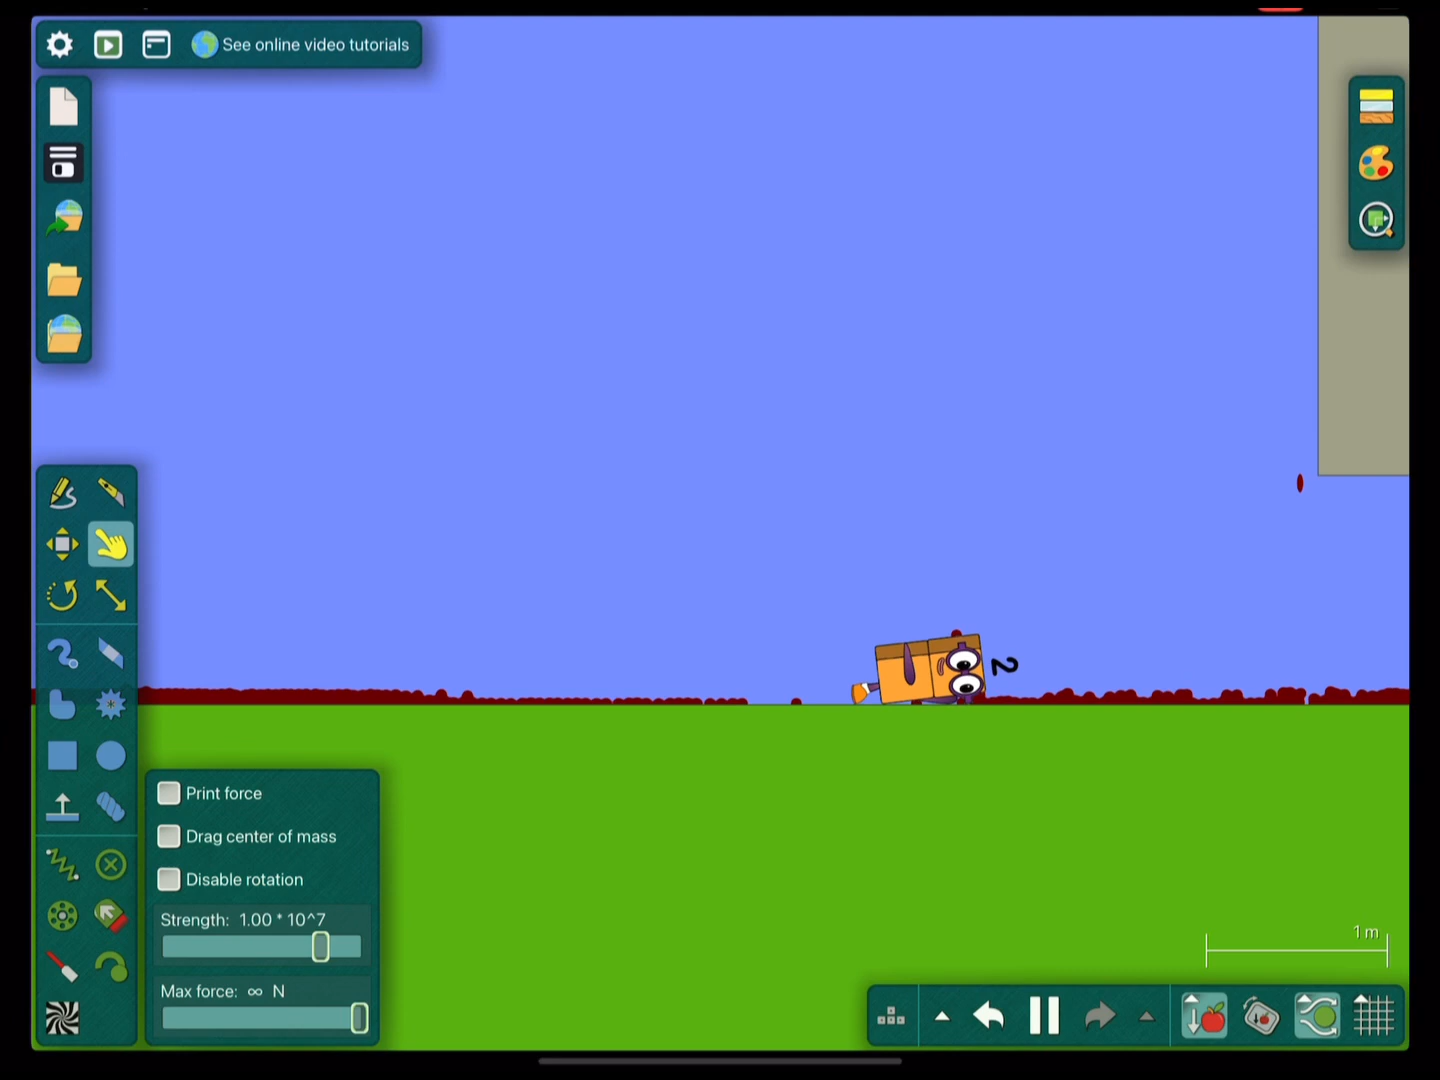 See online video tutorials
2
Print force
Drag center of mass
Disable rotation
Strength: 1.00 * 10^7
Max force: ∞ N
1 m